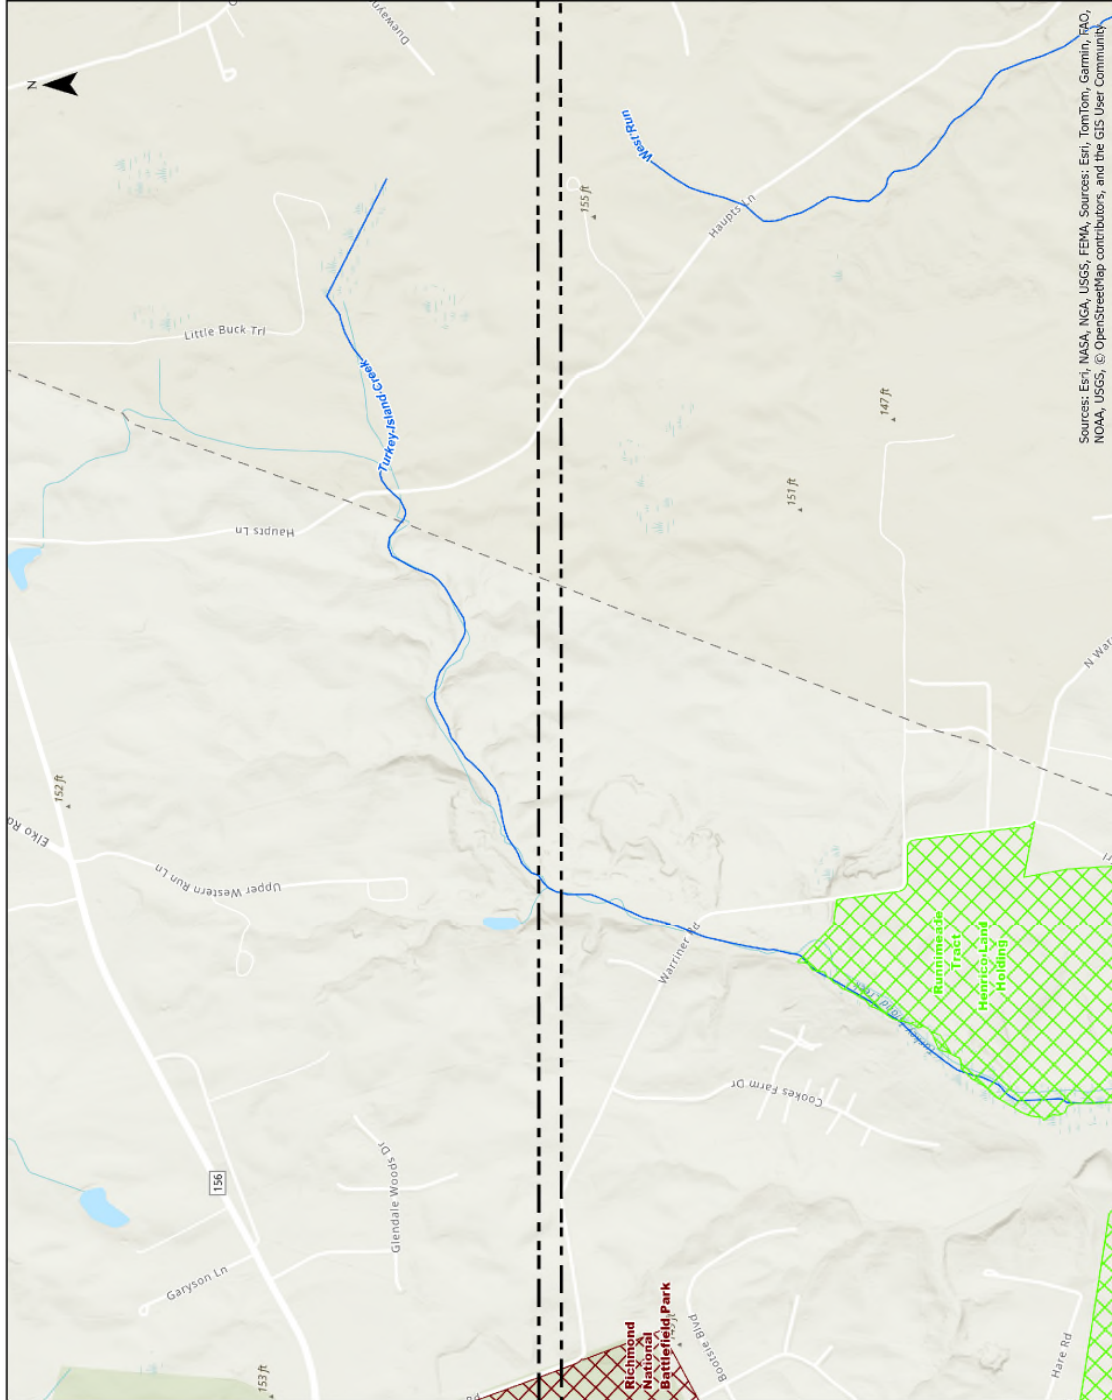 N
Duewayn
West Run
155 ft
Haupts Ln
Little Buck Trl
Turkey Island Creek
Haupts Ln
147 ft
151 ft
152 ft
Elko Rd
Upper Western Run Ln
Warriner Rd
N War
Runnimeade
Tract
Henrico Land
Holding
Cookes Farm Dr
Glendale Woods Dr
156
Garyson Ln
153 ft
Richmond
National
Battlefield Park
Bootsie Blvd
Hare Rd
Sources: Esri, NASA, NGA, USGS, FEMA, Sources: Esri, TomTom, Garmin, FAO,
NOAA, USGS, © OpenStreetMap contributors, and the GIS User Community